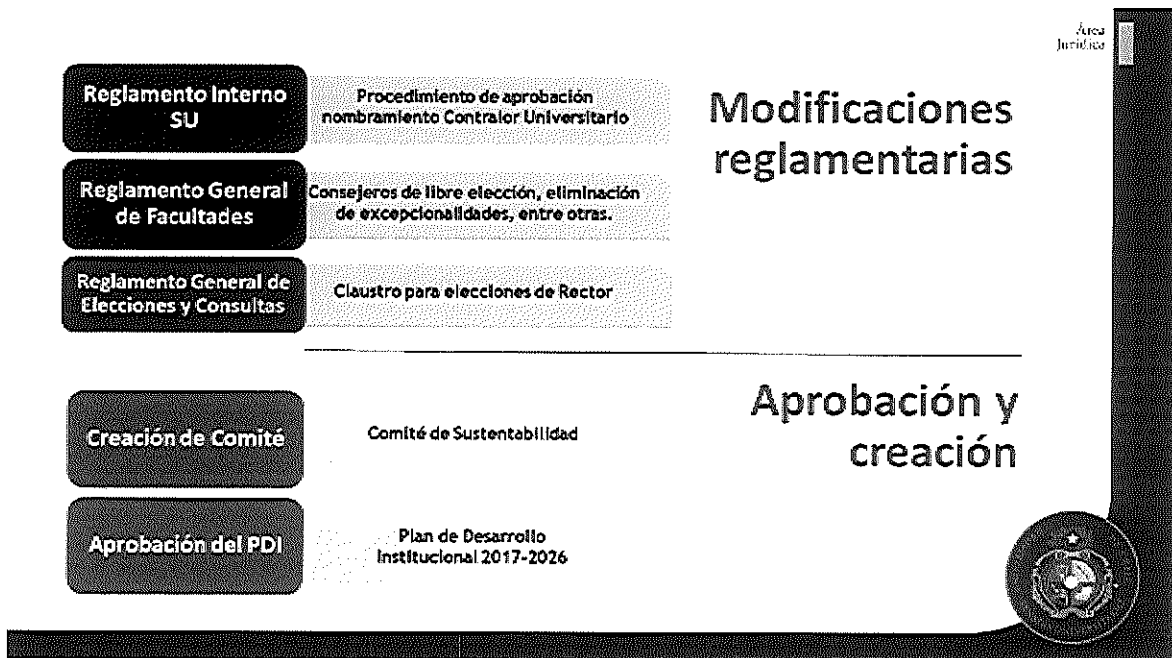 Área
Jurídica
Reglamento Interno
SU
Procedimiento de aprobación
nombramiento Contralor Universitario
Modificaciones
reglamentarias
Reglamento General
de Facultades
Consejeros de libre elección, eliminación
de excepcionalidades, entre otras.
Reglamento General de
Elecciones y Consultas
Claustro para elecciones de Rector
Aprobación y
creación
Creación de Comité
Comité de Sustentabilidad
Aprobación del PDI
Plan de Desarrollo
Institucional 2017-2026